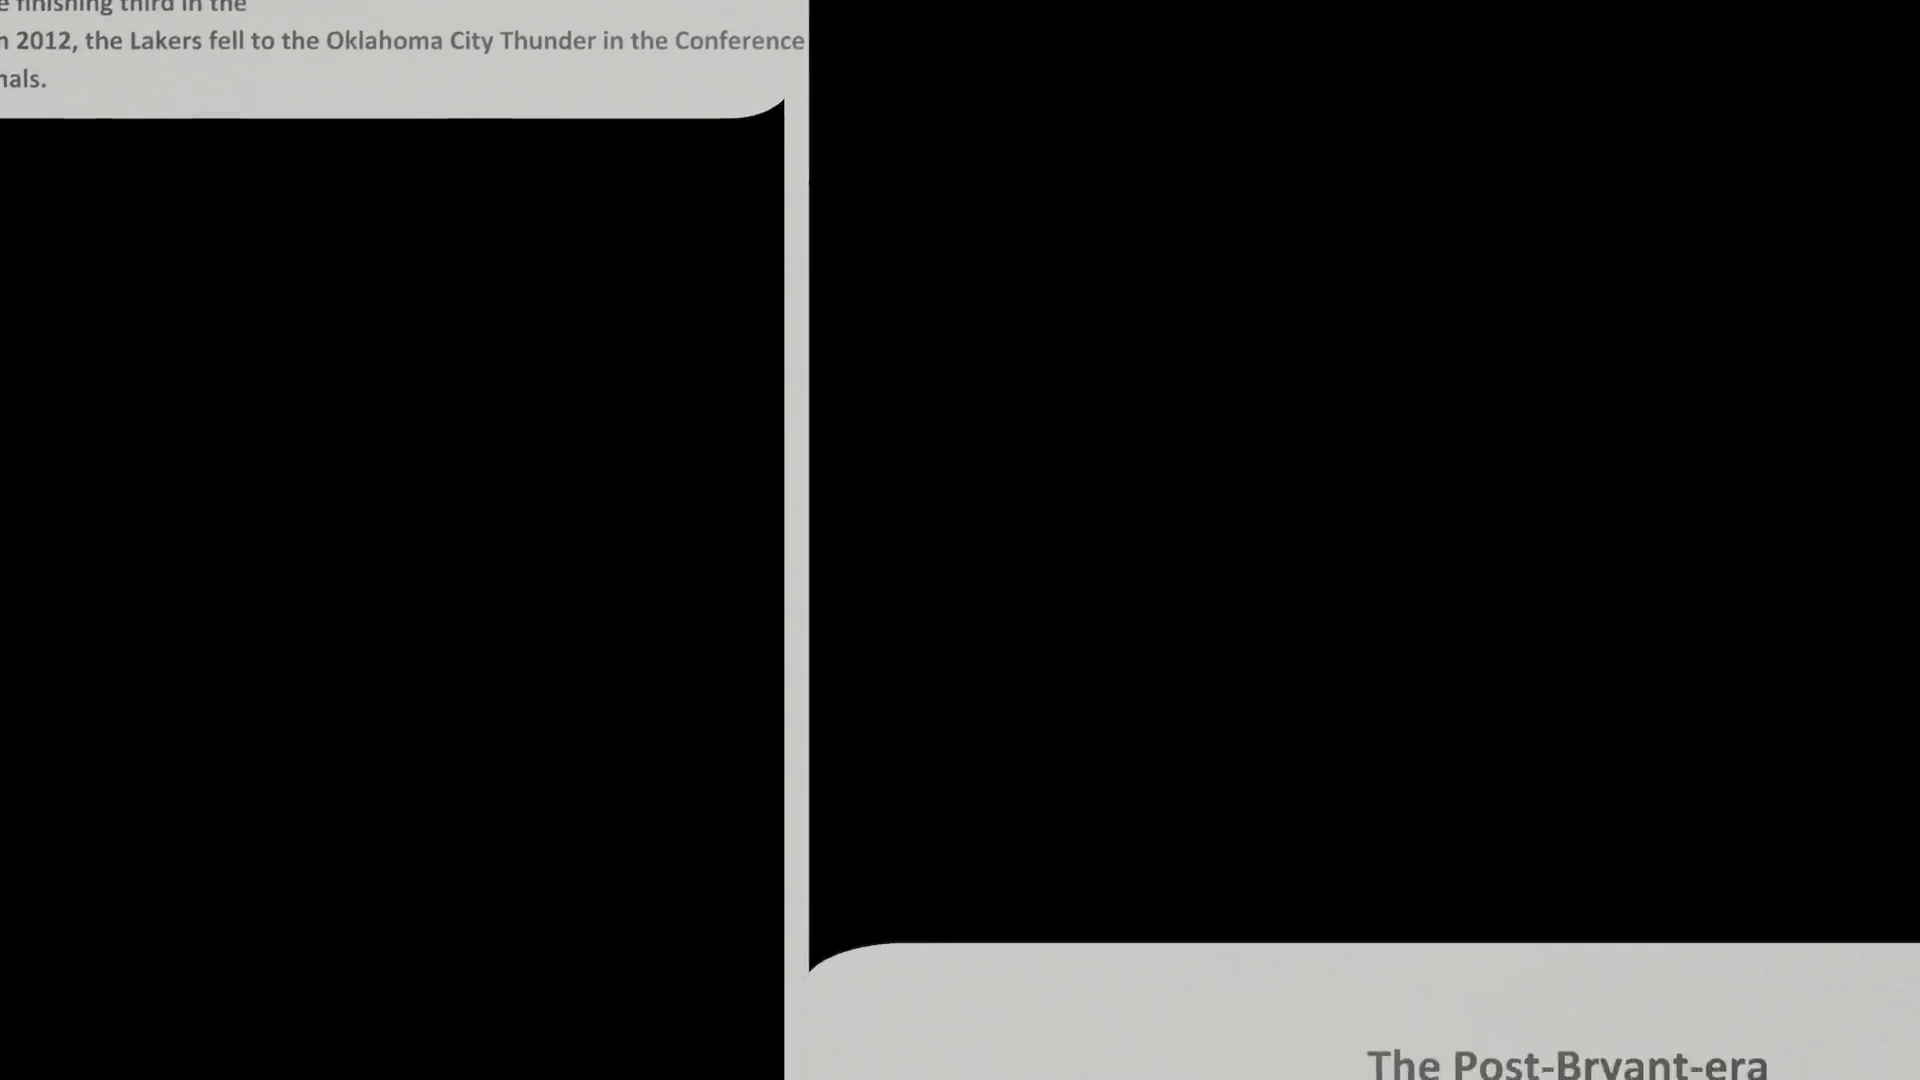 finishing third in the
2012, the Lakers fell to the Oklahoma City Thunder in the Conference
The Post-Bryant-era